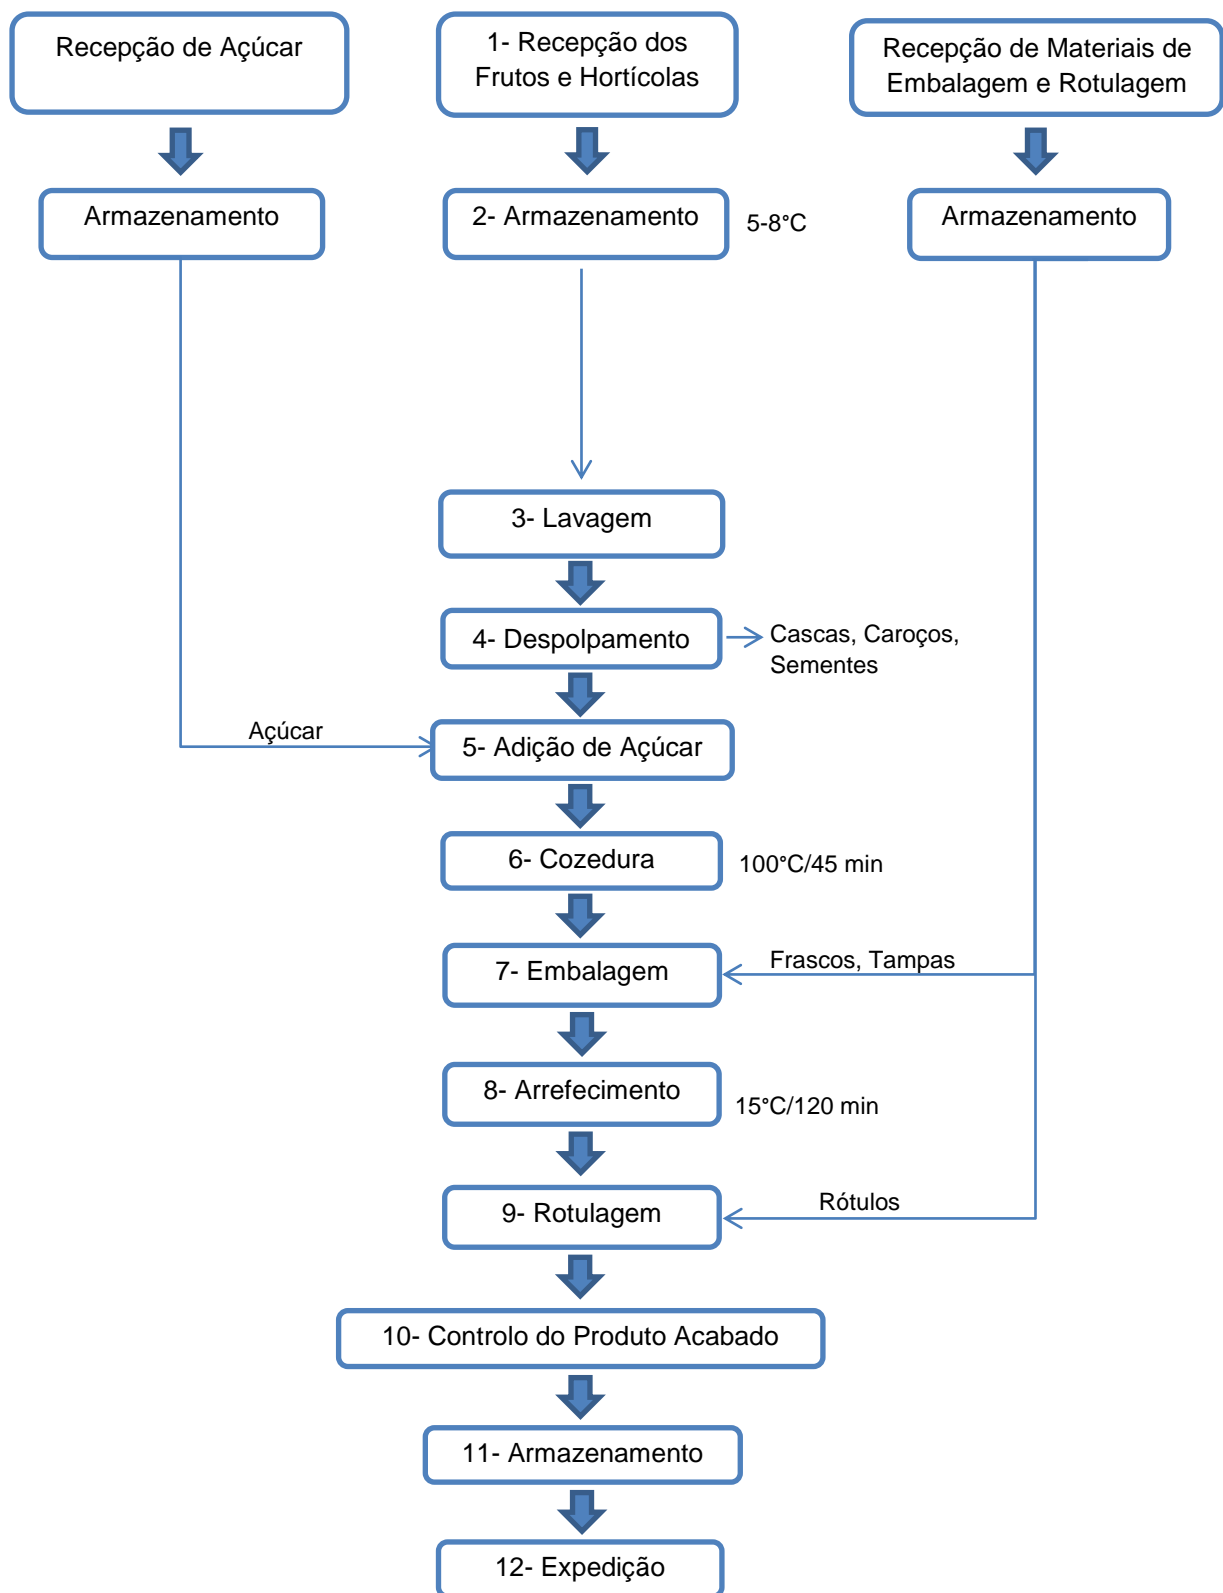 Recepção de Açúcar
1- Recepção dos
Frutos e Hortícolas
Recepção de Materiais de
Embalagem e Rotulagem
Armazenamento
2- Armazenamento
5-8°C
Armazenamento
3- Lavagem
4- Despolpamento
Cascas, Caroços,
Sementes
Açúcar
5- Adição de Açúcar
6- Cozedura
100°C/45 min
7- Embalagem
Frascos, Tampas
8- Arrefecimento
15°C/120 min
9- Rotulagem
Rótulos
10- Controlo do Produto Acabado
11- Armazenamento
12- Expedição